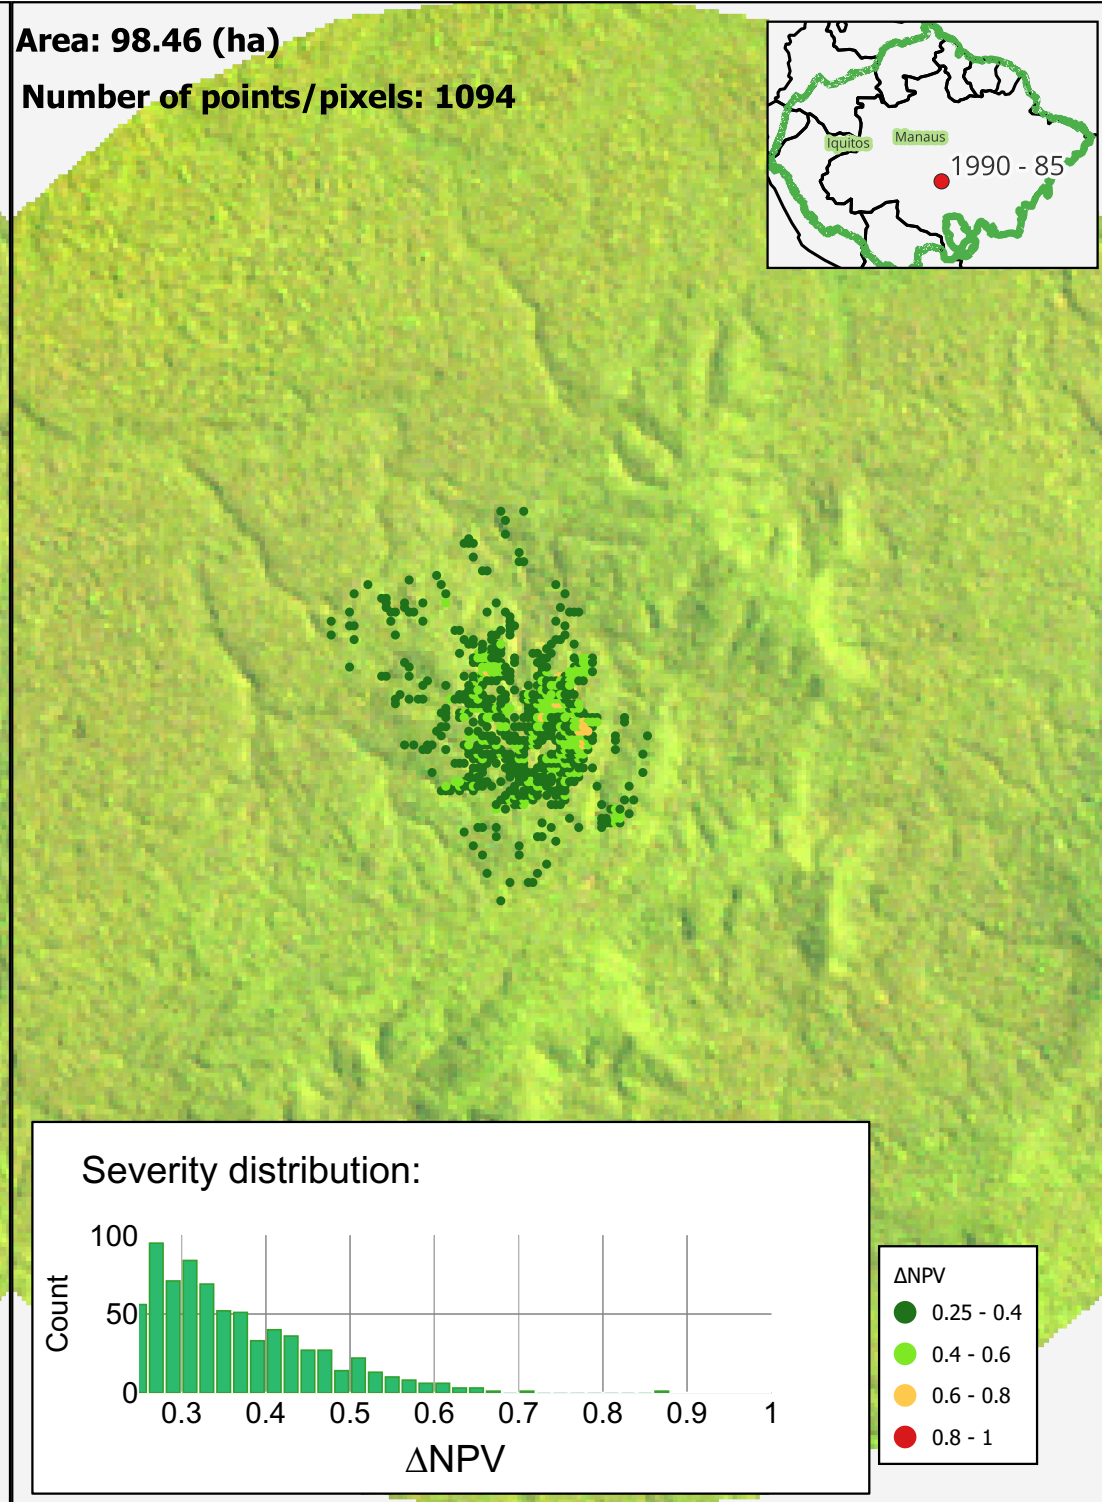 Area: 98.46 (ha)
Number of points/pixels: 1094
Iquitos
Manaus
1990 - 85
Severity distribution:
100
50
0
Count
0.3 0.4 0.5 0.6 0.7 0.8 0.9 1
ΔNPV
ΔNPV
0.25 - 0.4
0.4 - 0.6
0.6 - 0.8
0.8 - 1